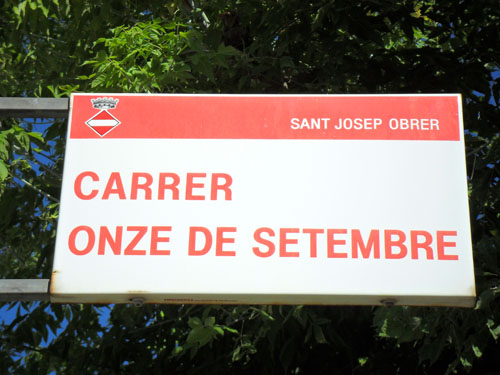 SANT JOSEP OBRER
CARRER
ONZE DE SETEMBRE